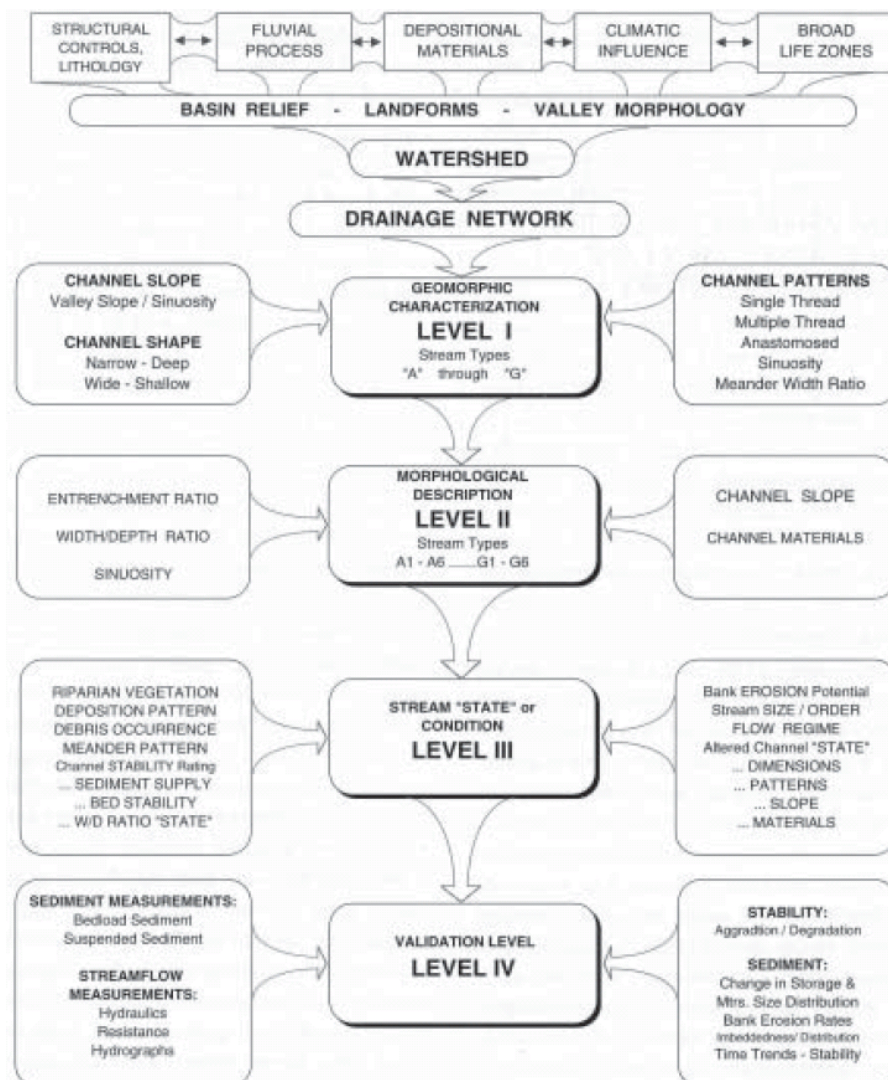 STRUCTURAL
CONTROLS,
LITHOLOGY
FLUVIAL
PROCESS
DEPOSITIONAL
MATERIALS
CLIMATIC
INFLUENCE
BROAD
LIFE ZONES
BASIN RELIEF - LANDFORMS - VALLEY MORPHOLOGY
WATERSHED
DRAINAGE NETWORK
CHANNEL SLOPE
Valley Slope / Sinuosity
CHANNEL SHAPE
Narrow - Deep
Wide - Shallow
GEOMORPHIC
CHARACTERIZATION
LEVEL I
Stream Types
"A" through "G"
CHANNEL PATTERNS
Single Thread
Multiple Thread
Anastomosed
Sinuosity
Meander Width Ratio
ENTRENCHMENT RATIO
WIDTH/DEPTH RATIO
SINUOSITY
MORPHOLOGICAL
DESCRIPTION
LEVEL II
Stream Types
A1 - A6 ....... G1 - G6
CHANNEL SLOPE
CHANNEL MATERIALS
RIPARIAN VEGETATION
DEPOSITION PATTERN
DEBRIS OCCURRENCE
MEANDER PATTERN
Channel STABILITY Rating
... SEDIMENT SUPPLY
... BED STABILITY
... W/D RATIO "STATE"
STREAM "STATE" or
CONDITION
LEVEL III
Bank EROSION Potential
Stream SIZE / ORDER
FLOW REGIME
Altered Channel "STATE"
... DIMENSIONS
... PATTERNS
... SLOPE
... MATERIALS
SEDIMENT MEASUREMENTS:
Bedload Sediment
Suspended Sediment
STREAMFLOW
MEASUREMENTS:
Hydraulics
Resistance
Hydrographs
VALIDATION LEVEL
LEVEL IV
STABILITY:
Aggradtion / Degradation
SEDIMENT:
Change in Storage &
Mtrs. Size Distribution
Bank Erosion Rates
Imbeddedness/ Distribution
Time Trends - Stability